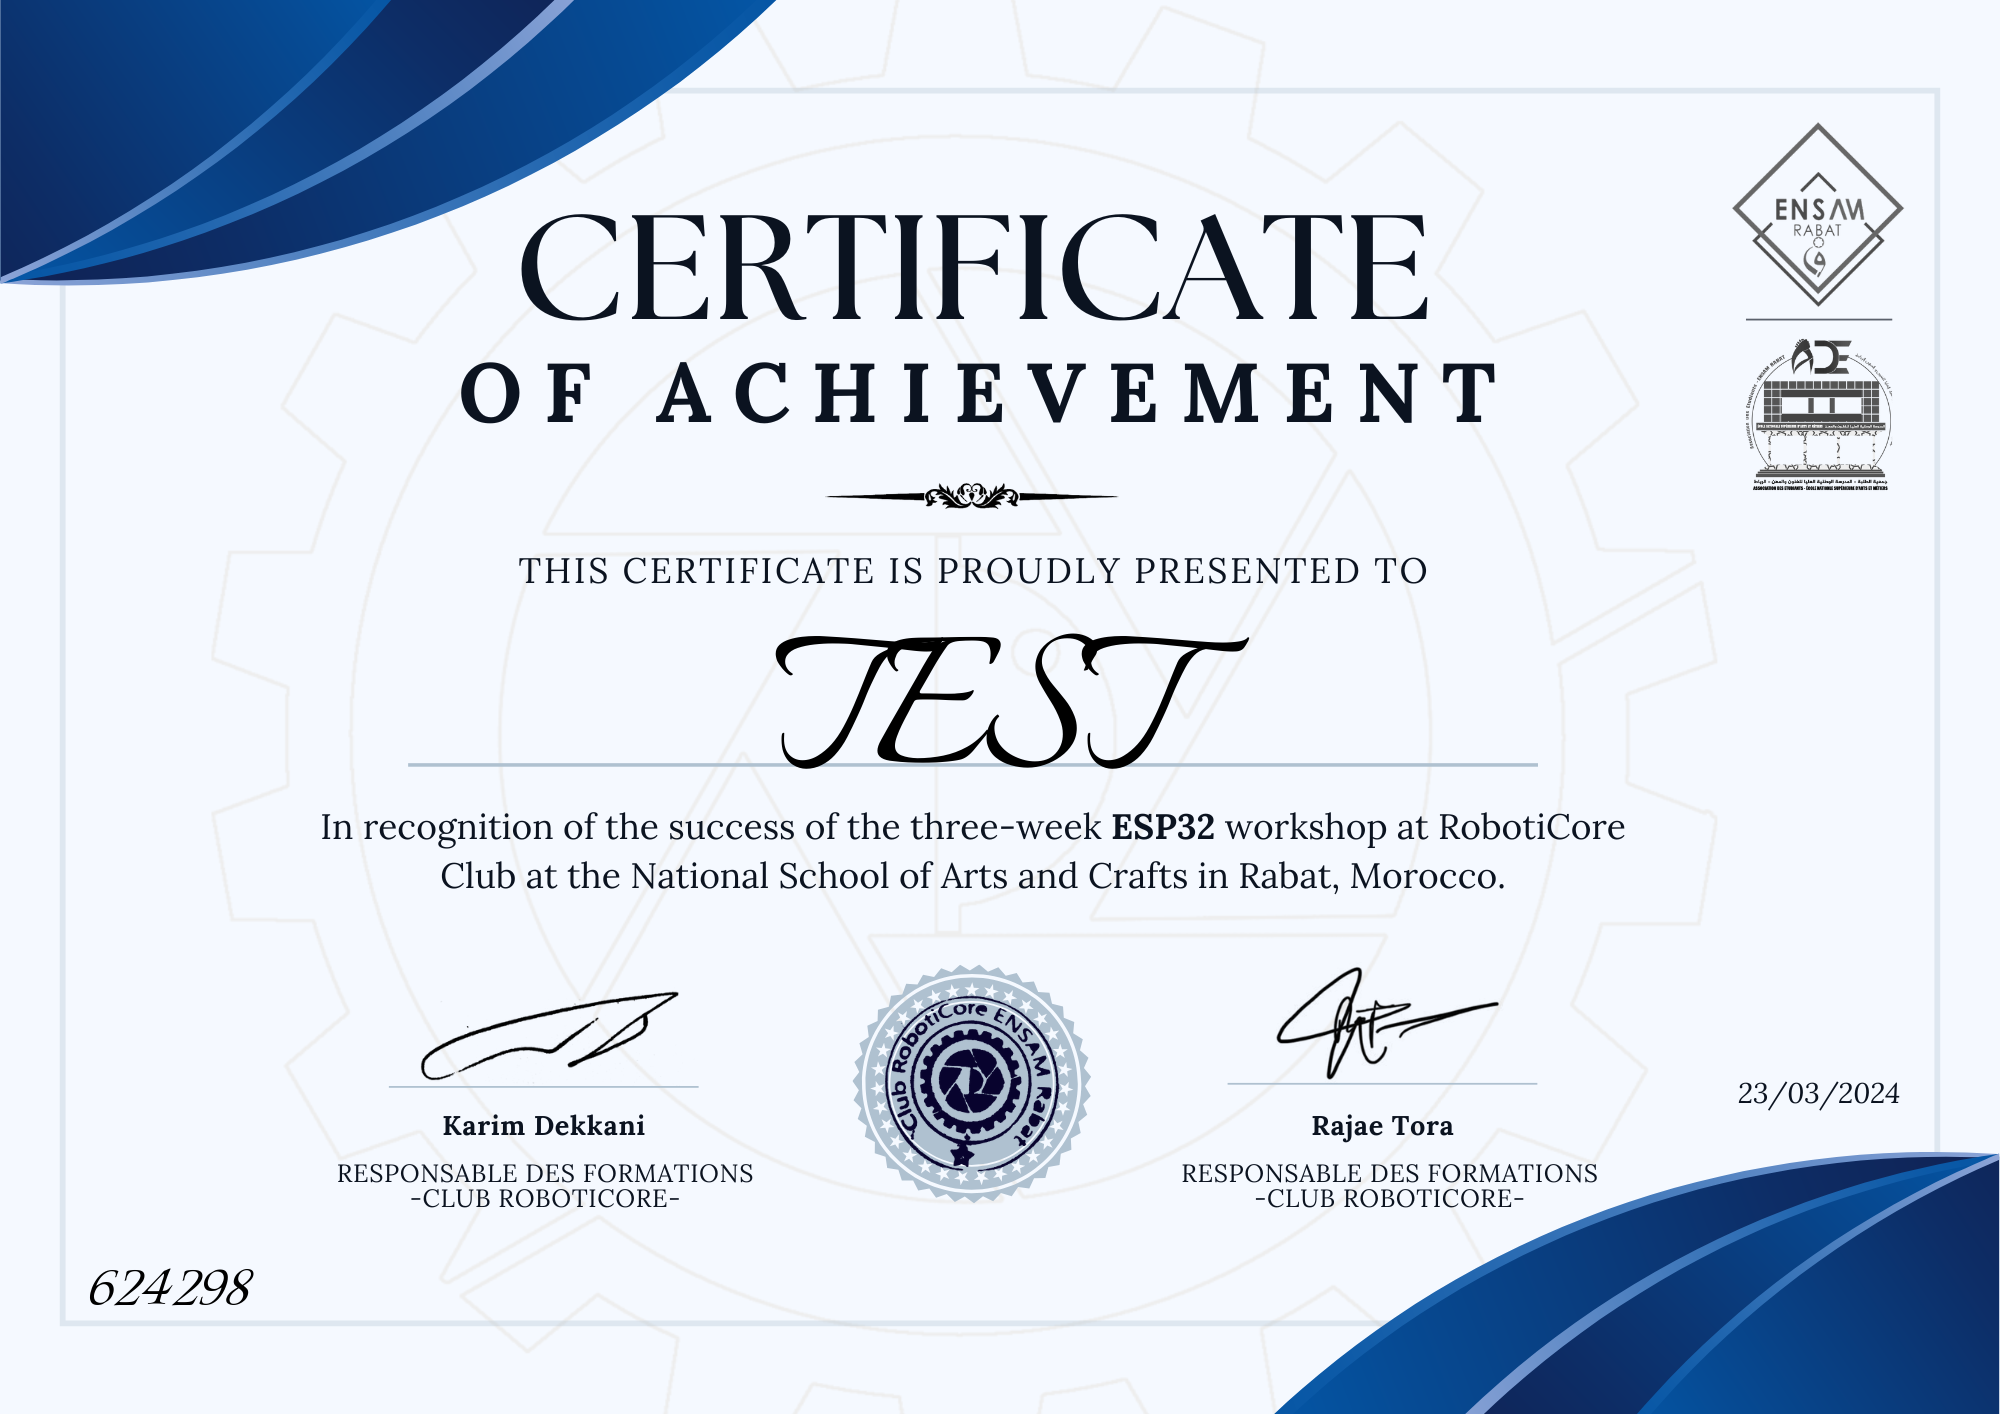 CERTIFICATE
OF ACHIEVEMENT
ENSAM
RABAT
ADE
THIS CERTIFICATE IS PROUDLY PRESENTED TO
TEST
In recognition of the success of the three-week ESP32 workshop at RobotiCore
Club at the National School of Arts and Crafts in Rabat, Morocco.
Club RobotiCore ENSAM Rabat
Karim Dekkani
RESPONSABLE DES FORMATIONS
-CLUB ROBOTICORE-
Rajae Tora
RESPONSABLE DES FORMATIONS
-CLUB ROBOTICORE-
23/03/2024
624298